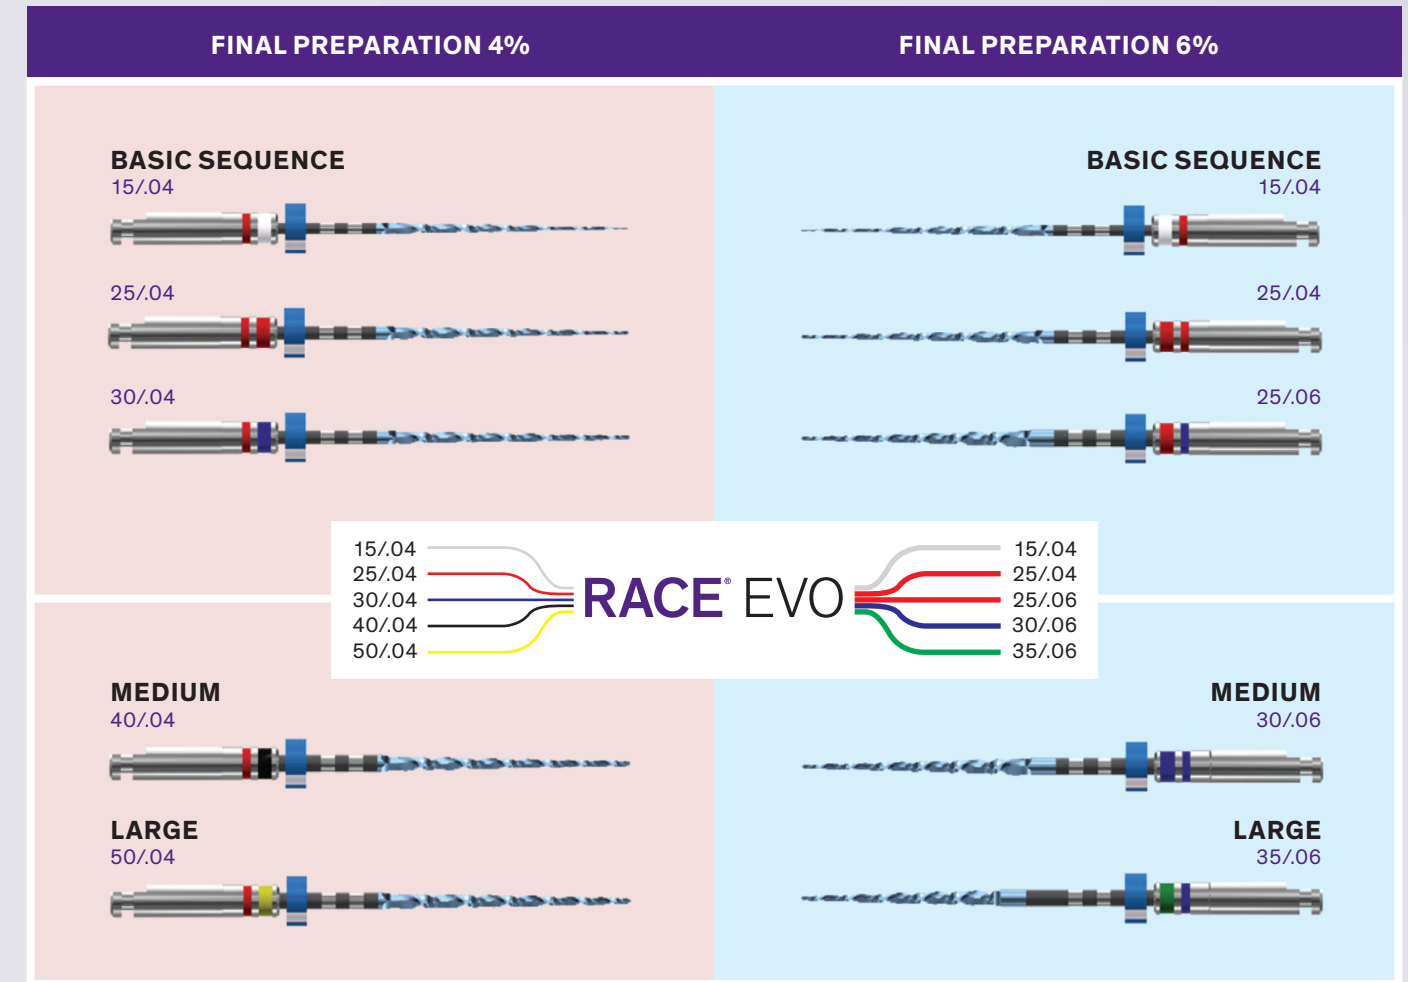 FINAL PREPARATION 4%
FINAL PREPARATION 6%
BASIC SEQUENCE
15/.04
25/.04
30/.04
BASIC SEQUENCE
15/.04
25/.04
25/.06
15/.04
25/.04
30/.04
40/.04
50/.04
RACE® EVO
15/.04
25/.04
25/.06
30/.06
35/.06
MEDIUM
40/.04
LARGE
50/.04
MEDIUM
30/.06
LARGE
35/.06